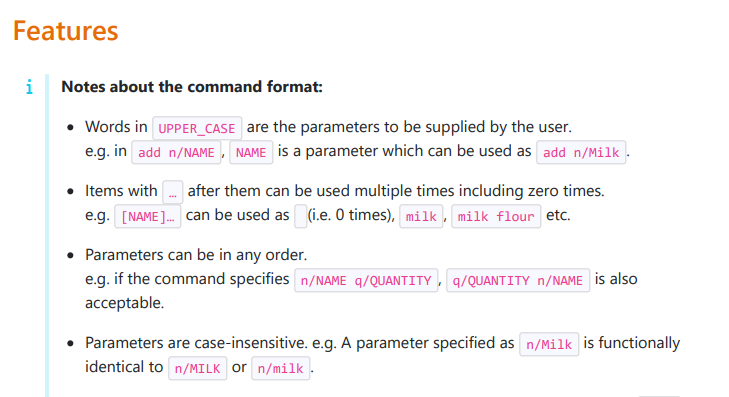 Features
i
Notes about the command format:
• Words in UPPER_CASE are the parameters to be supplied by the user.
e.g. in add n/NAME, NAME is a parameter which can be used as add n/Milk.
• Items with … after them can be used multiple times including zero times.
e.g. [NAME]… can be used as   (i.e. 0 times), milk, milk flour etc.
• Parameters can be in any order.
e.g. if the command specifies n/NAME q/QUANTITY, q/QUANTITY n/NAME is also
acceptable.
• Parameters are case-insensitive. e.g. A parameter specified as n/Milk is functionally
identical to n/MILK or n/milk.